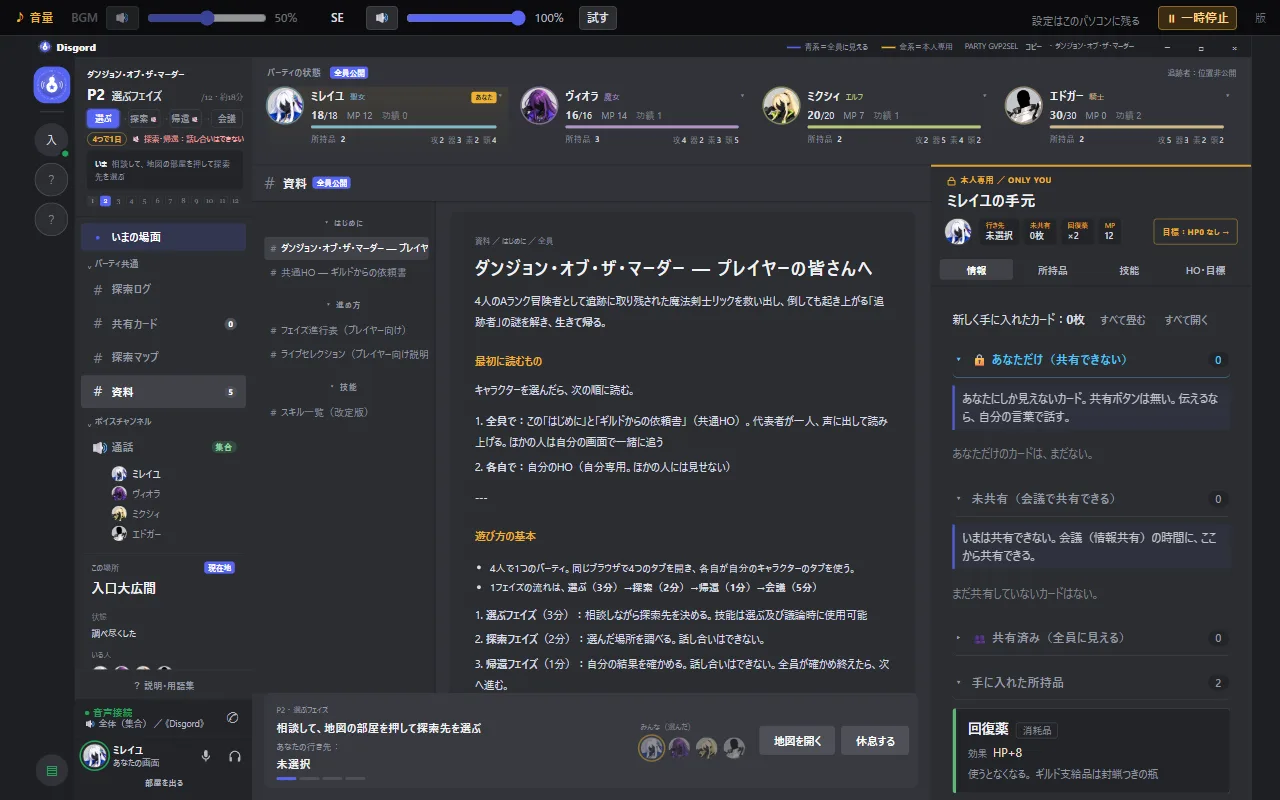 ♪ 音量 BGM 50% SE 100% 試す 設定はこのパソコンに残る 一時停止 版
Disgord
青系＝全員に見える 金系＝本人専用 PARTY GVP2SEL コピー ・ダンジョン・オブ・ザ・マーダー
入
?
?
ダンジョン・オブ・ザ・マーダー
P2 選ぶフェイズ /12・約18分
選ぶ 探索 帰還 会議
4つで1日 探索・帰還：話し合いはできない
いま 相談して、地図の部屋を押して探索先を選ぶ
1 2 3 4 5 6 7 8 9 10 11 12
いまの場面
パーティ共通
# 探索ログ
# 共有カード 0
# 探索マップ
# 資料 5
ボイスチャンネル
通話 集合
ミレイユ
ヴィオラ
ミクシィ
エドガー
この場所 現在地
入口大広間
状態
調べ尽くした
いる人
? 説明・用語集
音声接続
全体（集合）／《Disgord》
ミレイユ
あなたの画面
部屋を出る
パーティの状態 全員公開 追跡者：位置非公開
ミレイユ 聖女 あなた
18/18 MP 12 功績 0
所持品 2 攻2 器3 素2 頭4
ヴィオラ 魔女
16/16 MP 14 功績 1
所持品 3 攻4 器2 素3 頭5
ミクシィ エルフ
20/20 MP 7 功績 1
所持品 2 攻2 器5 素4 頭2
エドガー 騎士
30/30 MP 0 功績 2
所持品 2 攻5 器3 素2 頭2
# 資料 全員公開
・ はじめに
# ダンジョン・オブ・ザ・マーダー — プレイヤ
# 共通HO — ギルドからの依頼書
・ 進め方
# フェイズ進行表（プレイヤー向け）
# ライブセレクション（プレイヤー向け説明
・ 技能
# スキル一覧（改定版）
資料 ／ はじめに ／ 全員
ダンジョン・オブ・ザ・マーダー — プレイヤーの皆さんへ
4人のAランク冒険者として遺跡に取り残された魔法剣士リックを救い出し、倒しても起き上がる「追
跡者」の謎を解き、生きて帰る。
最初に読むもの
キャラクターを選んだら、次の順に読む。
1. 全員で：この「はじめに」と「ギルドからの依頼書」（共通HO）。代表者が一人、声に出して読み
上げる。ほかの人は自分の画面で一緒に追う
2. 各自で：自分のHO（自分専用。ほかの人には見せない）
---
遊び方の基本
• 4人で1つのパーティ。同じブラウザで4つのタブを開き、各自が自分のキャラクターのタブを使う。
• 1フェイズの流れは、選ぶ（3分）→探索（2分）→帰還（1分）→会議（5分）
1. 選ぶフェイズ（3分）：相談しながら探索先を決める。技能は選ぶ及び議論時に使用可能
2. 探索フェイズ（2分）：選んだ場所を調べる。話し合いはできない。
3. 帰還フェイズ（1分）：自分の結果を確かめる。話し合いはできない。全員が確かめ終えたら、次
へ進む。
P2・選ぶフェイズ
相談して、地図の部屋を押して探索先を選ぶ
あなたの行き先：
未選択
みんな（選んだ）
地図を開く 休息する
本人専用 ／ ONLY YOU
ミレイユの手元
行き先 未選択 未共有 0枚 回復薬 ×2 MP 12 目標：HP0 なし →
情報 所持品 技能 HO・目標
新しく手に入れたカード：0枚 すべて畳む すべて開く
あなただけ（共有できない） 0
あなたにしか見えないカード。共有ボタンは無い。伝えるな
ら、自分の言葉で話す。
あなただけのカードは、まだない。
未共有（会議で共有できる） 0
いまは共有できない。会議（情報共有）の時間に、ここ
から共有できる。
まだ共有していないカードはない。
共有済み（全員に見える） 0
手に入れた所持品 2
回復薬 消耗品
効果 HP+8
使うとなくなる。ギルド支給品は封蝋つきの瓶